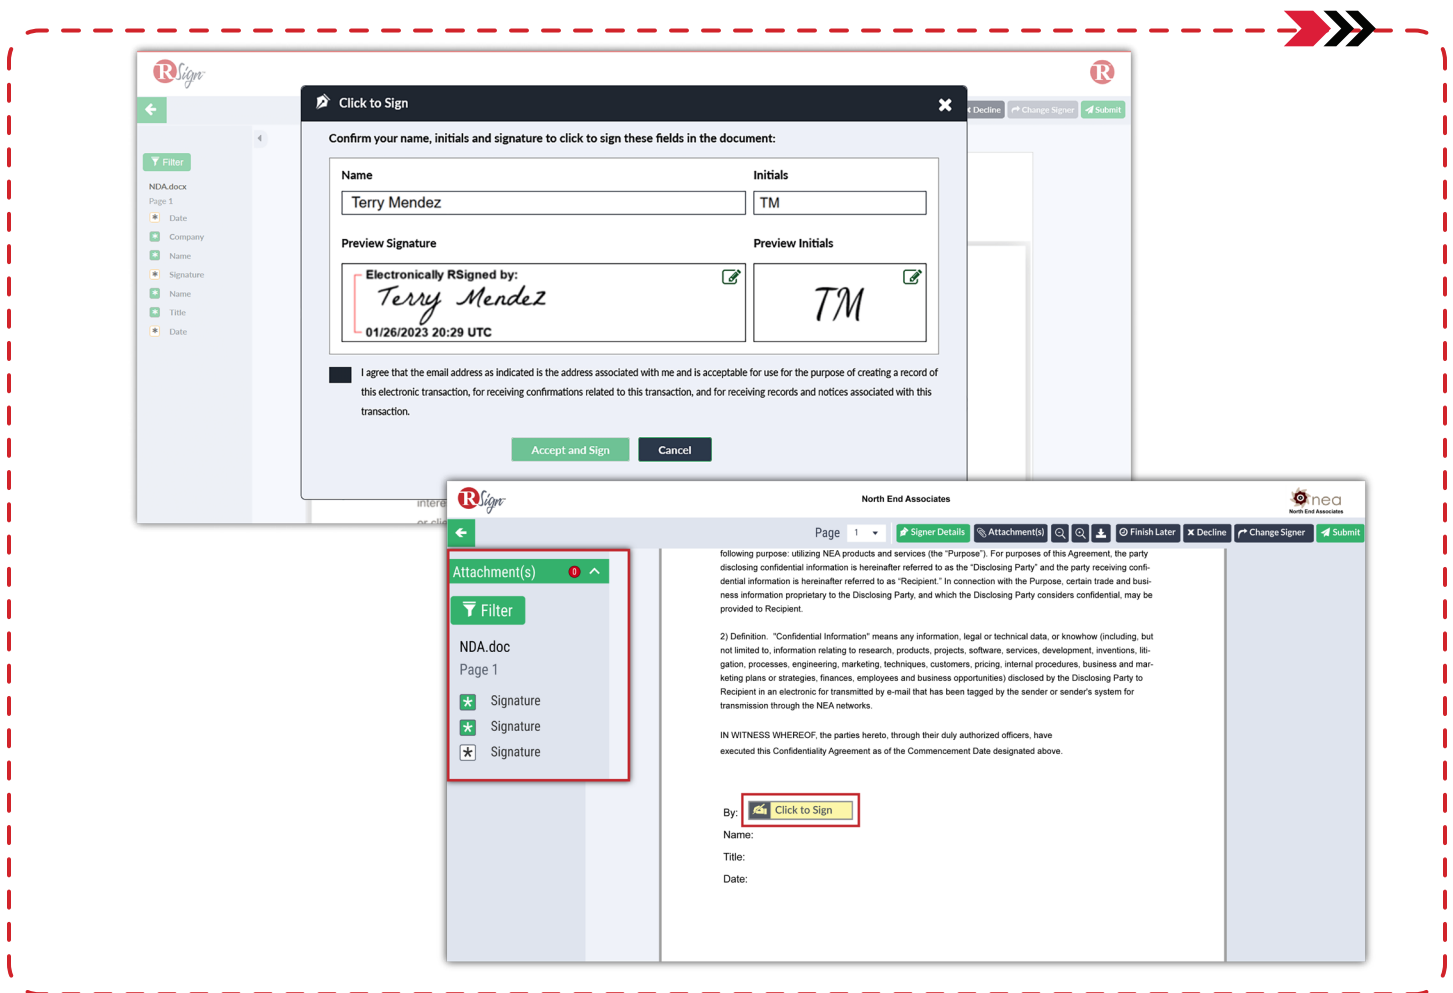 RSign
R
Click to Sign
Decline
Change Signer
Submit
Confirm your name, initials and signature to click to sign these fields in the document:
Filter
NDA.docx
Page 1
Date
Company
Name
Signature
Name
Title
Date
Name
Initials
Terry Mendez
TM
Preview Signature
Preview Initials
Electronically RSigned by:
Terry Mendez
01/26/2023 20:29 UTC
TM
I agree that the email address as indicated is the address associated with me and is acceptable for use for the purpose of creating a record of
this electronic transaction, for receiving confirmations related to this transaction, and for receiving records and notices associated with this
transaction.
Accept and Sign
Cancel
intere
or clie
RSign
North End Associates
nea
North End Associates
Page 1
Signer Details
Attachment(s)
Finish Later
Decline
Change Signer
Submit
Attachment(s) 0
Filter
NDA.doc
Page 1
Signature
Signature
Signature
following purpose: utilizing NEA products and services (the "Purpose"). For purposes of this Agreement, the party
disclosing confidential information is hereinafter referred to as the "Disclosing Party" and the party receiving confi-
dential information is hereinafter referred to as "Recipient." In connection with the Purpose, certain trade and busi-
ness information proprietary to the Disclosing Party, and which the Disclosing Party considers confidential, may be
provided to Recipient.
2) Definition. "Confidential Information" means any information, legal or technical data, or knowhow (including, but
not limited to, information relating to research, products, projects, software, services, development, inventions, liti-
gation, processes, engineering, marketing, techniques, customers, pricing, internal procedures, business and mar-
keting plans or strategies, finances, employees and business opportunities) disclosed by the Disclosing Party to
Recipient in an electronic for transmitted by e-mail that has been tagged by the sender or sender's system for
transmission through the NEA networks.
IN WITNESS WHEREOF, the parties hereto, through their duly authorized officers, have
executed this Confidentiality Agreement as of the Commencement Date designated above.
By: Click to Sign
Name:
Title:
Date: